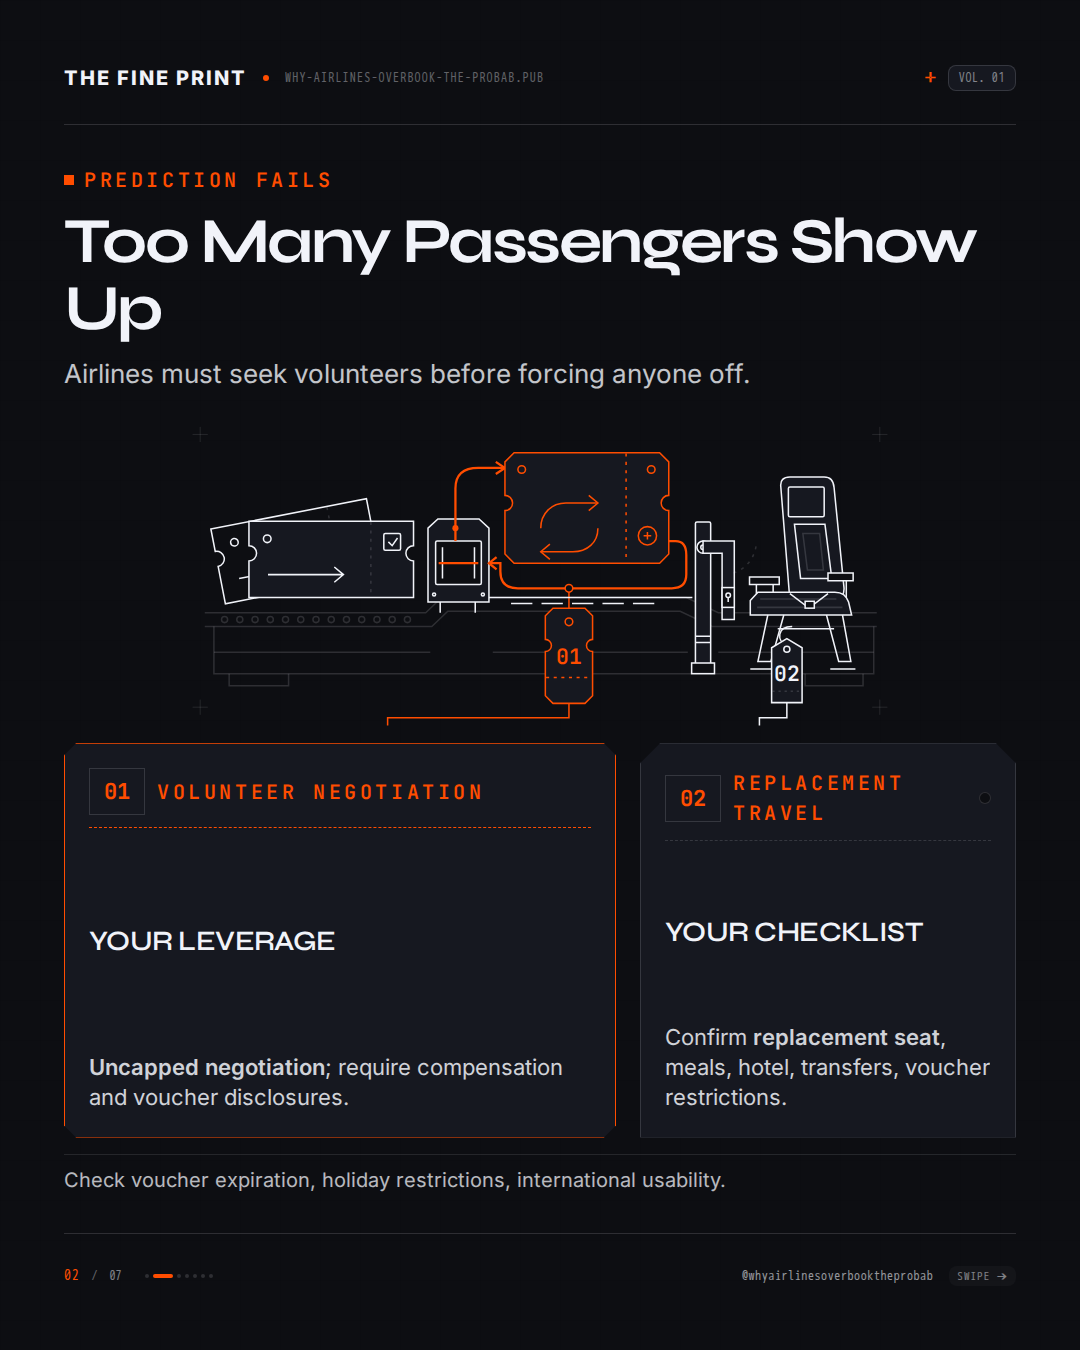 THE FINE PRINT
WHY-AIRLINES-OVERBOOK-THE-PROBAB.PUB
+ VOL. 01
PREDICTION FAILS
Too Many Passengers Show
Up
Airlines must seek volunteers before forcing anyone off.
01
02
01 VOLUNTEER NEGOTIATION
YOUR LEVERAGE
Uncapped negotiation; require compensation
and voucher disclosures.
02 REPLACEMENT
TRAVEL
YOUR CHECKLIST
Confirm replacement seat,
meals, hotel, transfers, voucher
restrictions.
Check voucher expiration, holiday restrictions, international usability.
02 / 07
@whyairlinesoverbooktheprobab
SWIPE →